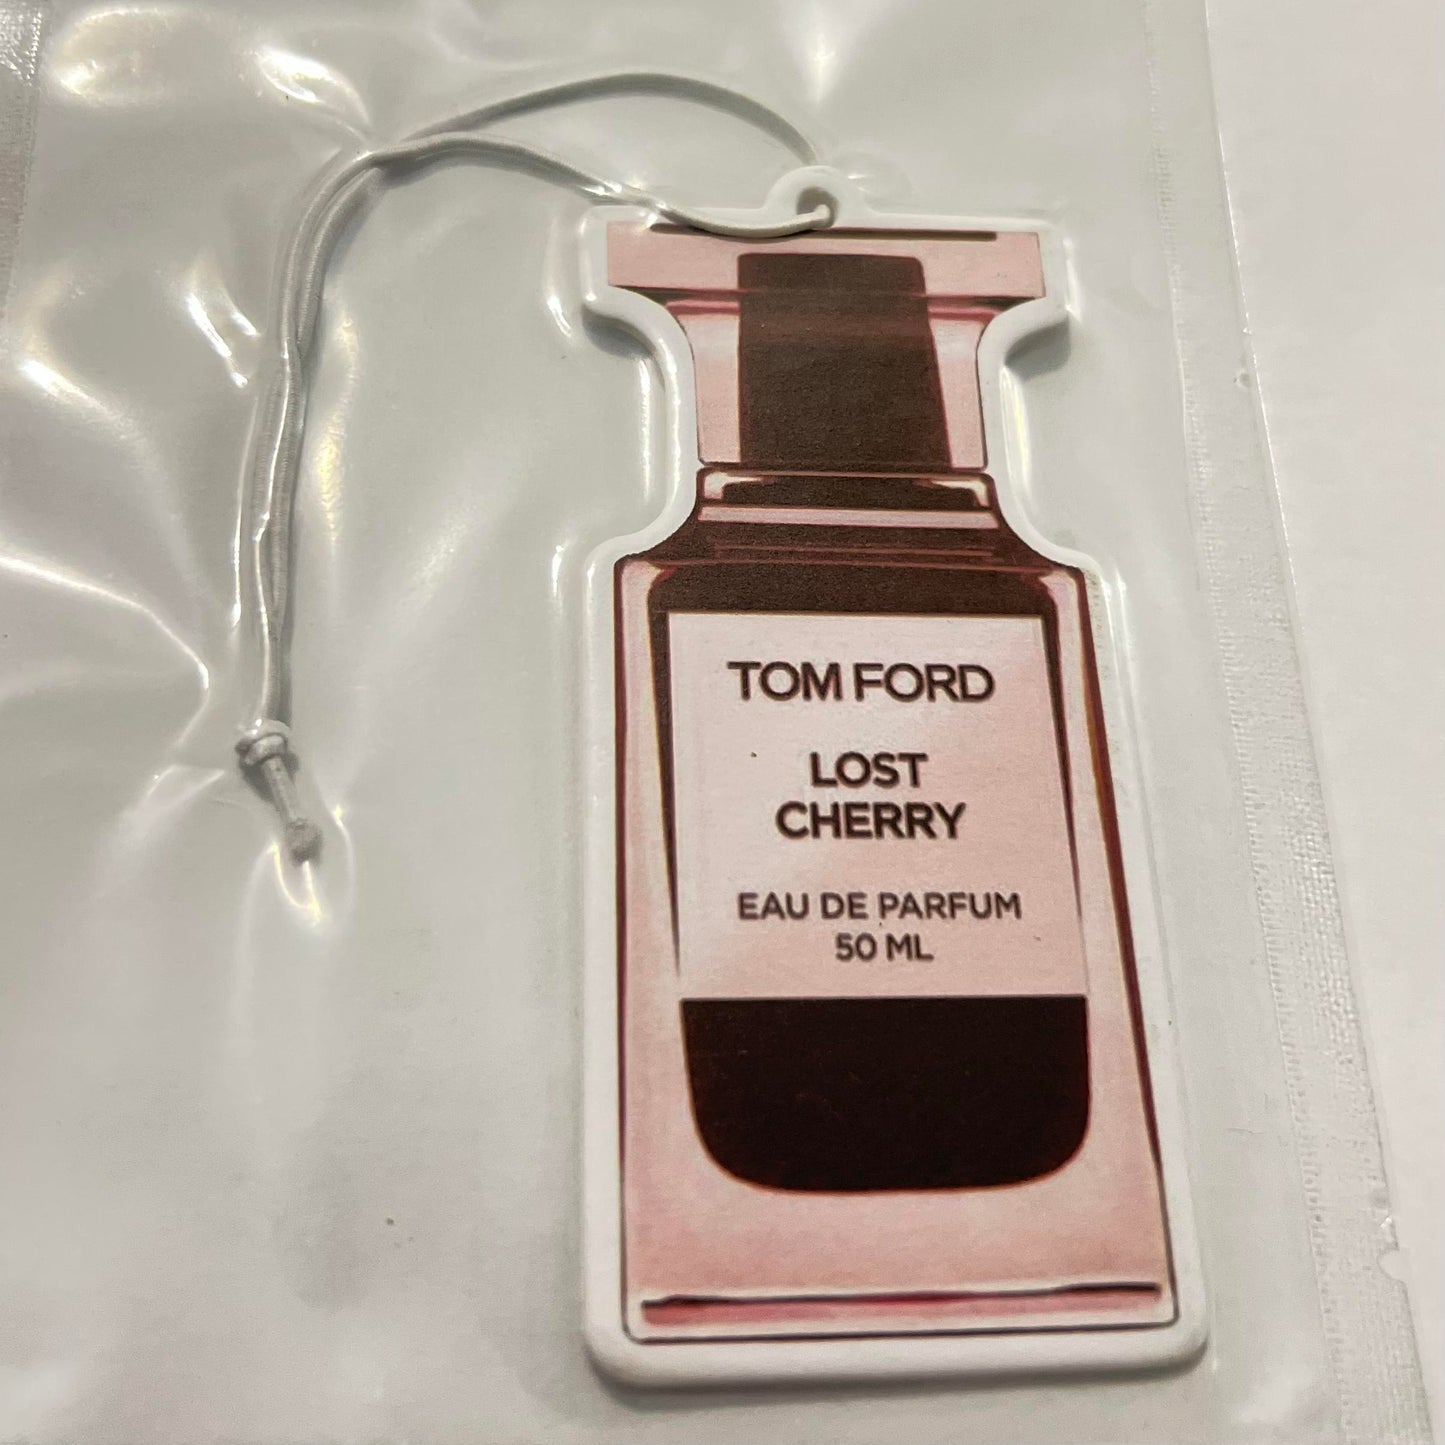 TOM FORD
LOST
CHERRY
EAU DE PARFUM
50 ML